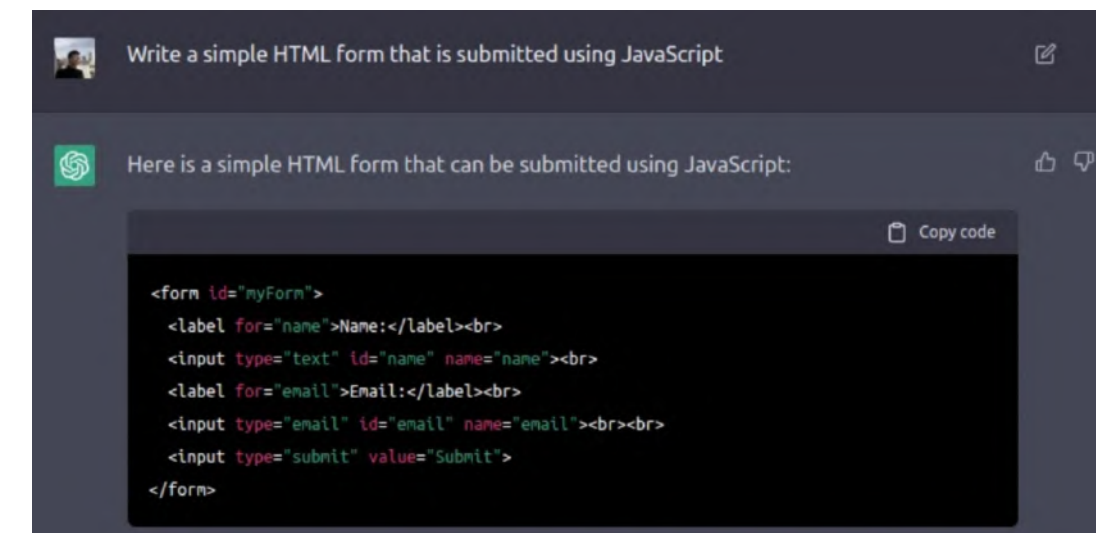 Write a simple HTML form that is submitted using JavaScript
Here is a simple HTML form that can be submitted using JavaScript:
Copy code
<form id="myForm">
  <label for="name">Name:</label><br>
  <input type="text" id="name" name="name"><br>
  <label for="email">Email:</label><br>
  <input type="email" id="email" name="email"><br><br>
  <input type="submit" value="Submit">
</form>